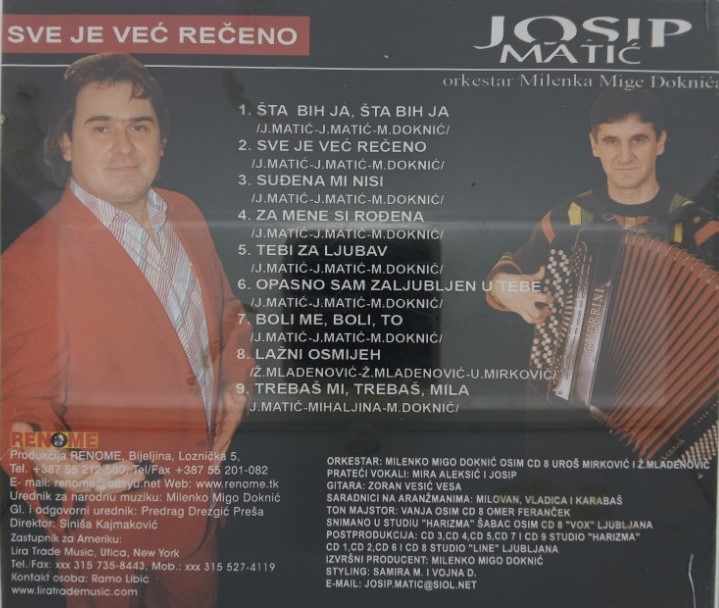 SVE JE VEĆ REČENO
JOSIP
MATIĆ
orkestar Milenka Mige Doknića
1. ŠTA BIH JA, ŠTA BIH JA
/J.MATIĆ-J.MATIĆ-M.DOKNIĆ/
2. SVE JE VEĆ REČENO
/J.MATIĆ-J.MATIĆ-M.DOKNIĆ/
3. SUĐENA MI NISI
/J.MATIĆ-J.MATIĆ-M.DOKNIĆ/
4. ZA MENE SI ROĐENA
/J.MATIĆ-J.MATIĆ-M.DOKNIĆ/
5. TEBI ZA LJUBAV
/J.MATIĆ-J.MATIĆ-M.DOKNIĆ/
6. OPASNO SAM ZALJUBLJEN U TEBE
/J.MATIĆ-J.MATIĆ-M.DOKNIĆ/
7. BOLI ME, BOLI, TO
/J.MATIĆ-J.MATIĆ-M.DOKNIĆ/
8. LAŽNI OSMIJEH
/Ž.MLADENOVIĆ-Ž.MLADENOVIĆ-U.MIRKOVIĆ/
9. TREBAŠ MI, TREBAŠ, MILA
J.MATIĆ-MIHALJINA-M.DOKNIĆ/
GUERRINI
RENOME
Produkcija RENOME, Bijeljina, Loznička 5,
Tel. +387 55 212-580, Tel/Fax +387 55 201-082
E- mail: Web: www.renome.tk
Urednik za narodnu muziku: Milenko Migo Doknić
Gl. i odgovorni urednik: Predrag Drezgić Preša
Direktor: Siniša Kajmaković
Zastupnik za Ameriku:
Lira Trade Music, Utica, New York
Tel./Fax: xxx 315 735-8443, Mob.: xxx 315 527-4119
Kontakt osoba: Ramo Libić
www.liratrademusic.com
ORKESTAR: MILENKO MIGO DOKNIĆ OSIM CD 8 UROŠ MIRKOVIĆ I Ž.MLADENOVIĆ
PRATEĆI VOKALI: MIRA ALEKSIĆ I JOSIP
GITARA: ZORAN VESIĆ VESA
SARADNICI NA ARANŽMANIMA: MILOVAN, VLADICA I KARABAŠ
TON MAJSTOR: VANJA OSIM CD 8 OMER FERANČEK
SNIMANO U STUDIU "HARIZMA" ŠABAC OSIM CD 8 "VOX" LJUBLJANA
POSTPRODUKCIJA: CD 3,CD 4,CD 5,CD 7 I CD 9 STUDIO "HARIZMA"
CD 1,CD 2,CD 6 I CD 8 STUDIO "LINE" LJUBLJANA
IZVRŠNI PRODUCENT: MILENKO MIGO DOKNIĆ
STYLING: SAMIRA M. I VOJNA D.
E-MAIL: JOSIP.MATIC@SIOL.NET